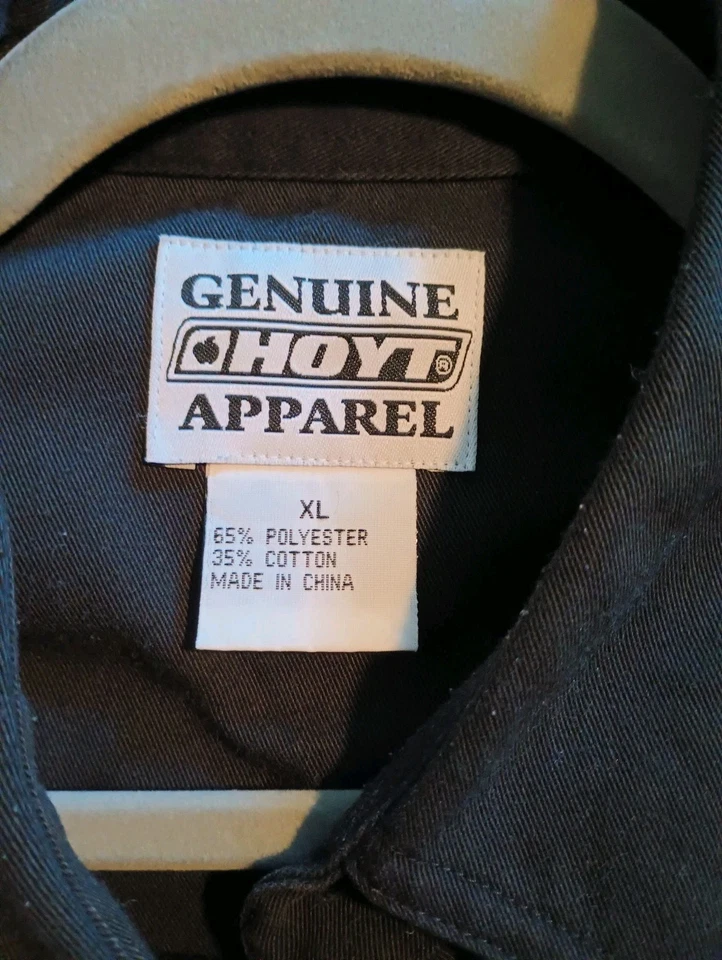 GENUINE
HOYT®
APPAREL
XL
65% POLYESTER
35% COTTON
MADE IN CHINA